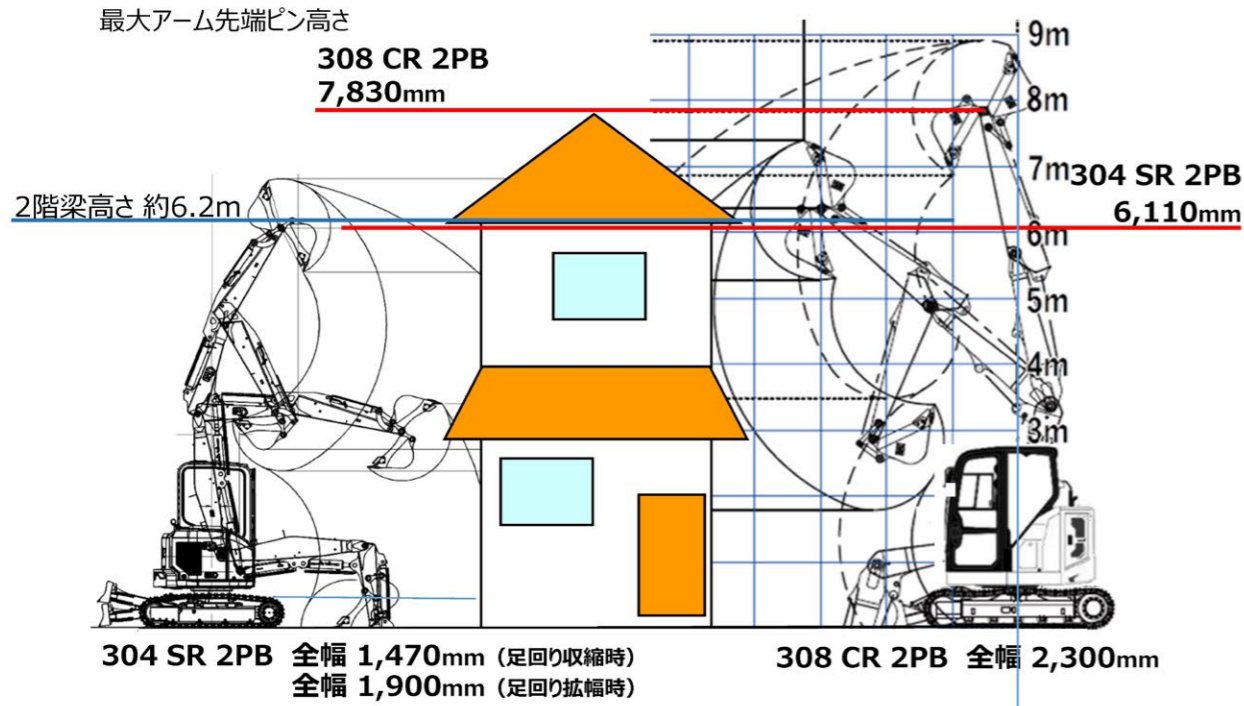 最大アーム先端ピン高さ
308 CR 2PB
7,830mm
9m
8m
7m
304 SR 2PB
6,110mm
2階梁高さ 約6.2m
6m
5m
4m
3m
304 SR 2PB 全幅 1,470mm（足回り収縮時）
全幅 1,900mm（足回り拡幅時）
308 CR 2PB 全幅 2,300mm